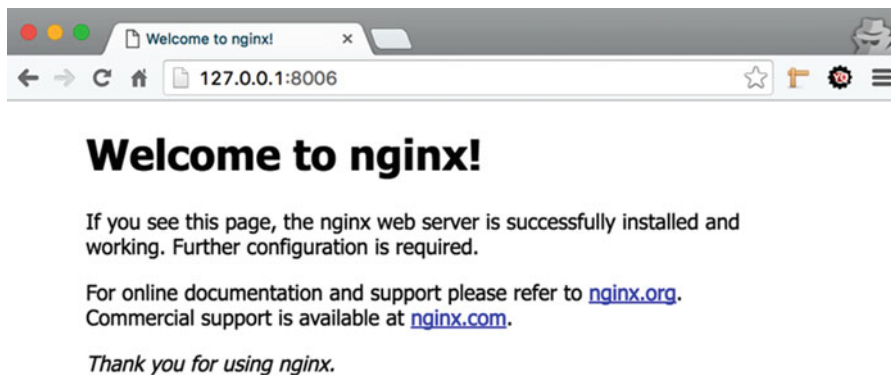 Welcome to nginx!
127.0.0.1:8006
Welcome to nginx!
If you see this page, the nginx web server is successfully installed and
working. Further configuration is required.
For online documentation and support please refer to nginx.org.
Commercial support is available at nginx.com.
Thank you for using nginx.